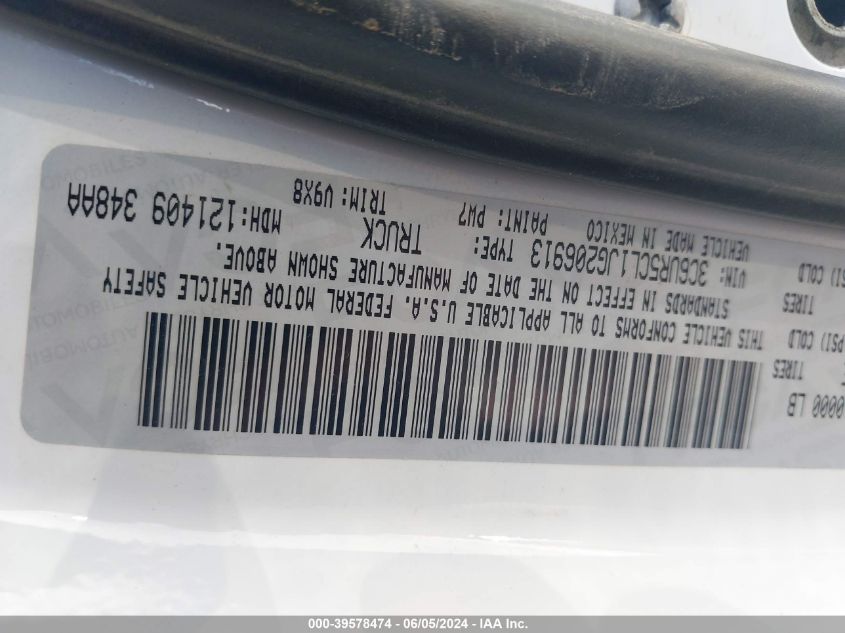 0000 LB
TIRES
PSI) COLD
TIRES
SI) COLD
THIS VEHICLE CONFORMS TO ALL APPLICABLE U.S.A. FEDERAL MOTOR VEHICLE SAFETY
STANDARDS IN EFFECT ON THE DATE OF MANUFACTURE SHOWN ABOVE.
VIN: 3C6UR5CL1JG206913 TYPE: TRUCK MDH:121409 348AA
VEHICLE MADE IN MEXICO PAINT: PW7 TRIM: V9X8
000-39578474 - 06/05/2024 - IAA Inc.